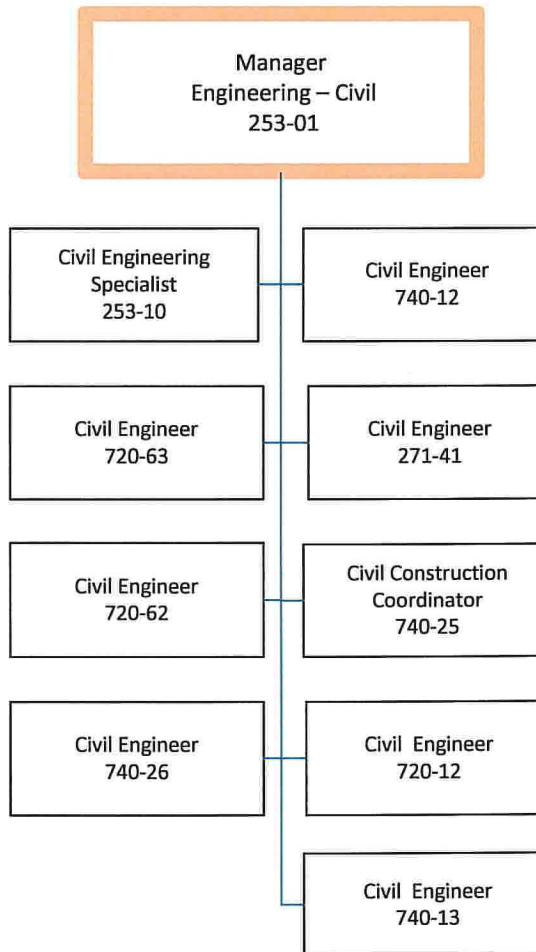 Manager
Engineering – Civil
253-01
Civil Engineering
Specialist
253-10
Civil Engineer
740-12
Civil Engineer
720-63
Civil Engineer
271-41
Civil Engineer
720-62
Civil Construction
Coordinator
740-25
Civil Engineer
740-26
Civil Engineer
720-12
Civil Engineer
740-13